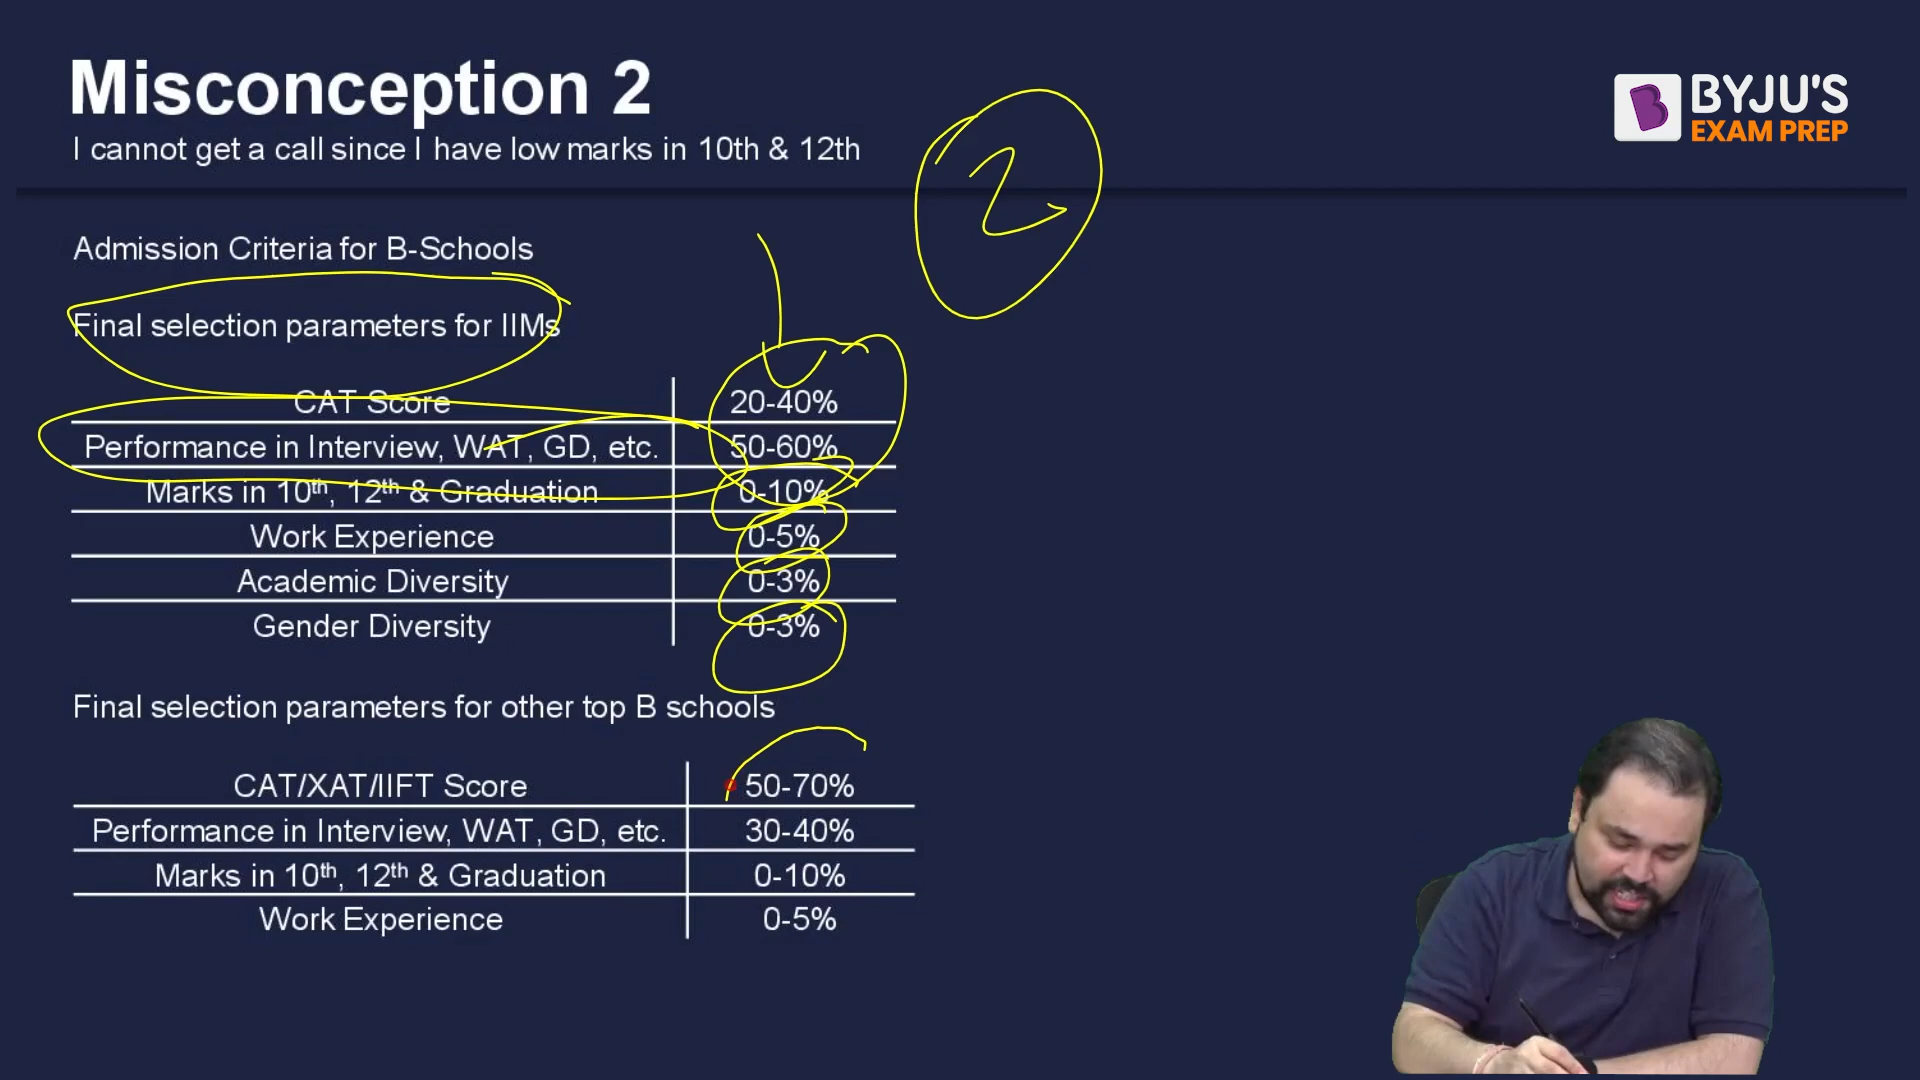 Misconception 2
I cannot get a call since I have low marks in 10th & 12th
BYJU'S
EXAM PREP
2
Admission Criteria for B-Schools
Final selection parameters for IIMs
CAT Score 20-40%
Performance in Interview, WAT, GD, etc. 50-60%
Marks in 10th, 12th & Graduation 0-10%
Work Experience 0-5%
Academic Diversity 0-3%
Gender Diversity 0-3%
Final selection parameters for other top B schools
CAT/XAT/IIFT Score 50-70%
Performance in Interview, WAT, GD, etc. 30-40%
Marks in 10th, 12th & Graduation 0-10%
Work Experience 0-5%